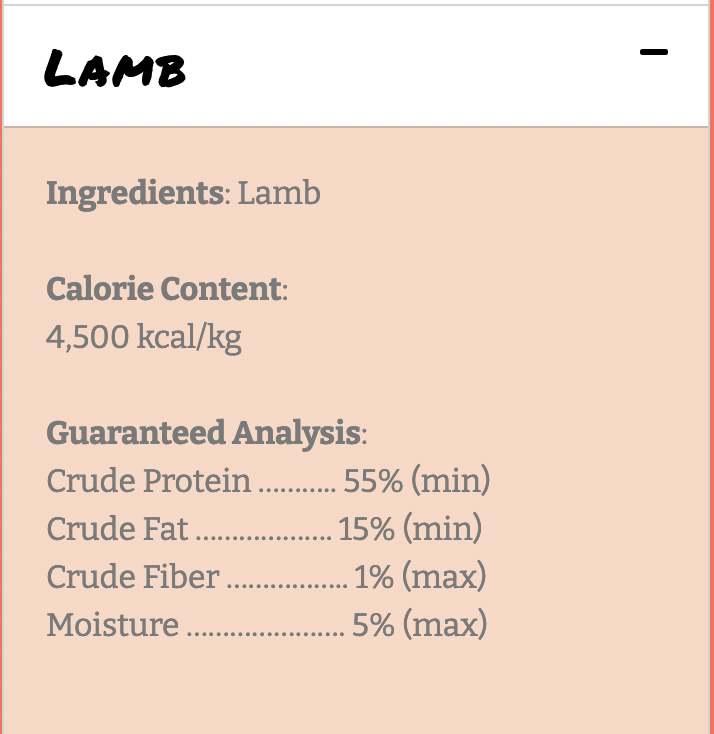 LAMB
Ingredients: Lamb
Calorie Content:
4,500 kcal/kg
Guaranteed Analysis:
Crude Protein ........... 55% (min)
Crude Fat ................... 15% (min)
Crude Fiber ................. 1% (max)
Moisture ...................... 5% (max)